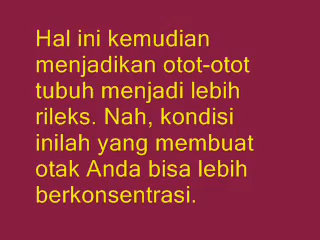 Hal ini kemudian
menjadikan otot-otot
tubuh menjadi lebih
rileks. Nah, kondisi
inilah yang membuat
otak Anda bisa lebih
berkonsentrasi.